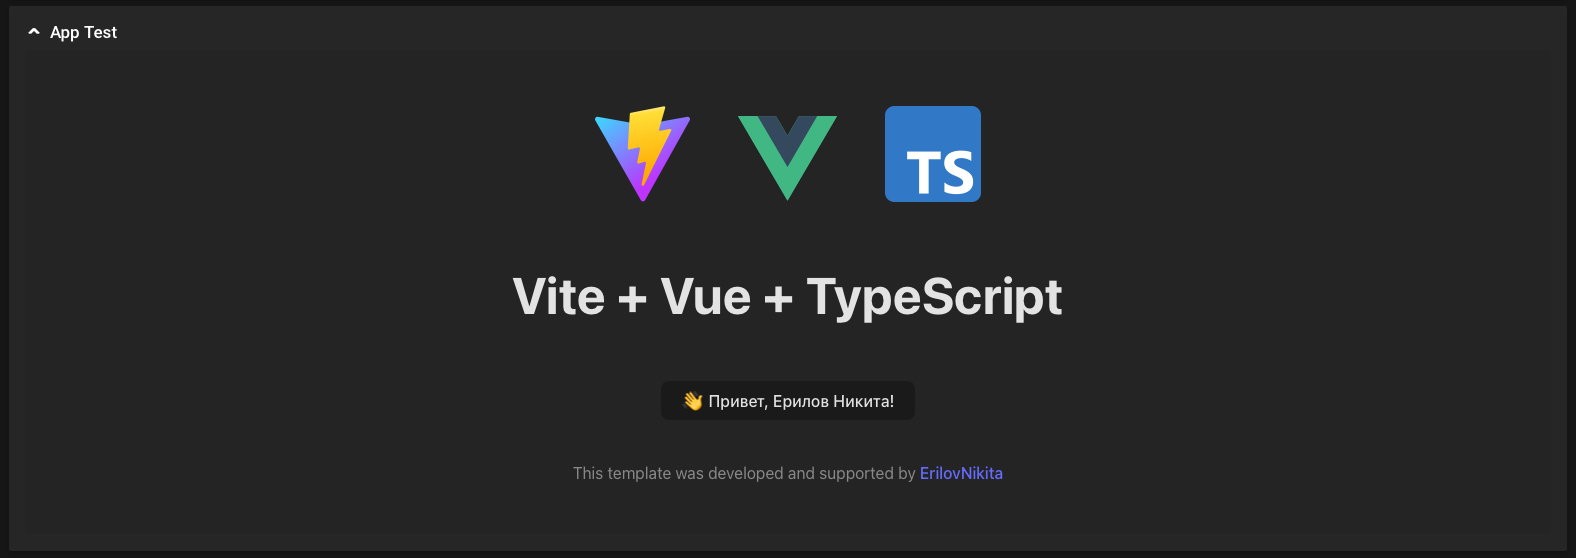 App Test
TS
Vite + Vue + TypeScript
👋 Привет, Ерилов Никита!
This template was developed and supported by ErilovNikita